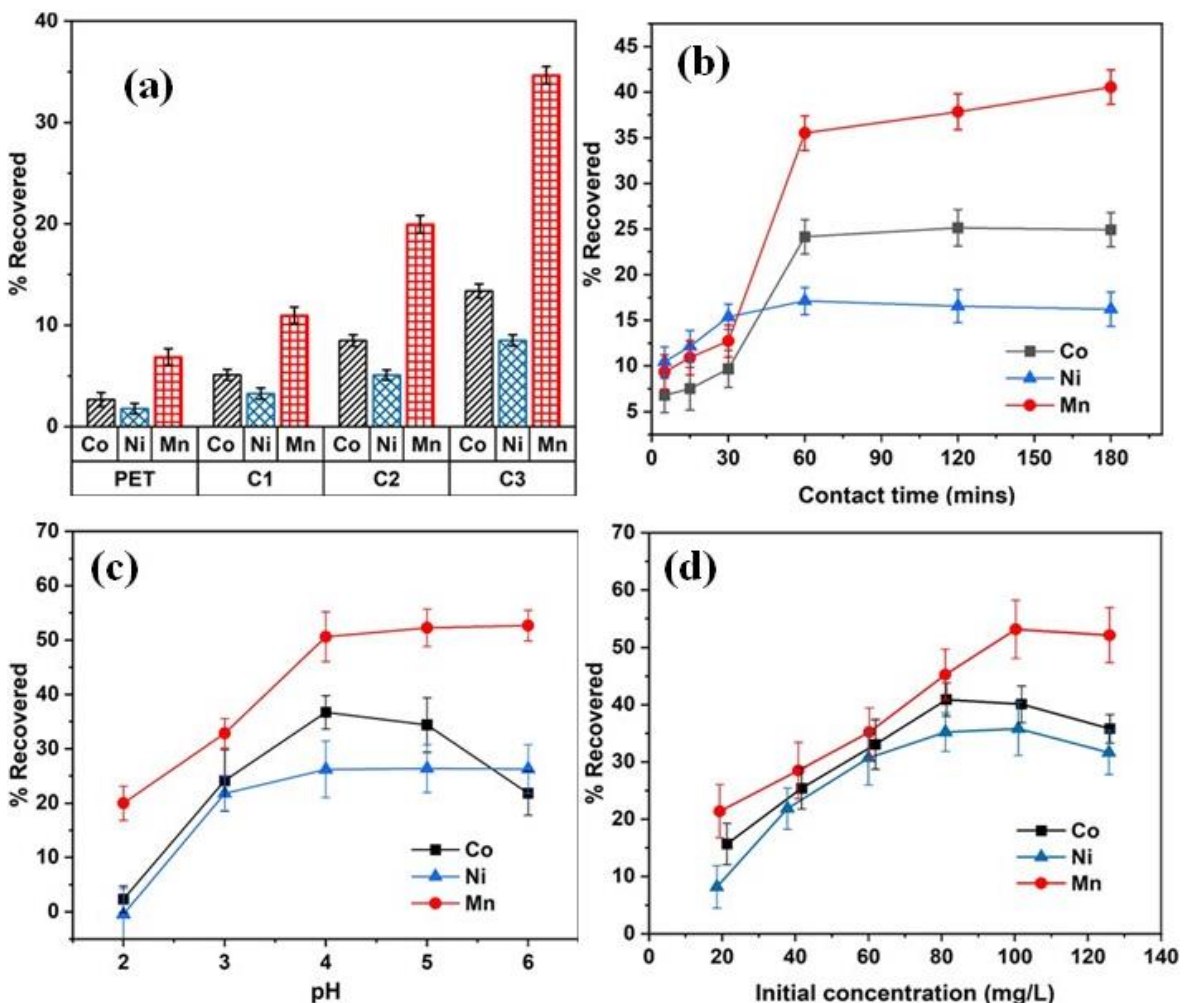 (a)
% Recovered
40
30
20
10
0
Co Ni Mn Co Ni Mn Co Ni Mn Co Ni Mn
PET C1 C2 C3
(b)
% Recovered
45
40
35
30
25
20
15
10
5
Co
Ni
Mn
0 30 60 90 120 150 180
Contact time (mins)
(c)
% Recovered
70
60
50
40
30
20
10
0
Co
Ni
Mn
2 3 4 5 6
pH
(d)
% Recovered
70
60
50
40
30
20
10
0
Co
Ni
Mn
0 20 40 60 80 100 120 140
Initial concentration (mg/L)